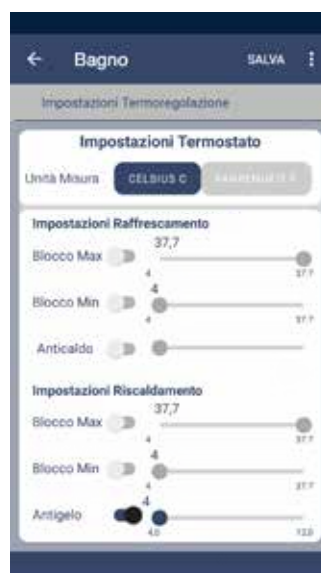 Bagno SALVA
Impostazioni Termoregolazione
Impostazioni Termostato
Unità Misura CELSIUS C FAHRENHEIT F
Impostazioni Raffrescamento
37,7
Blocco Max
4 37.7
4
Blocco Min
4 37.7
Anticaldo
Impostazioni Riscaldamento
37,7
Blocco Max
4 37.7
4
Blocco Min
4 37.7
4
Antigelo
4.0